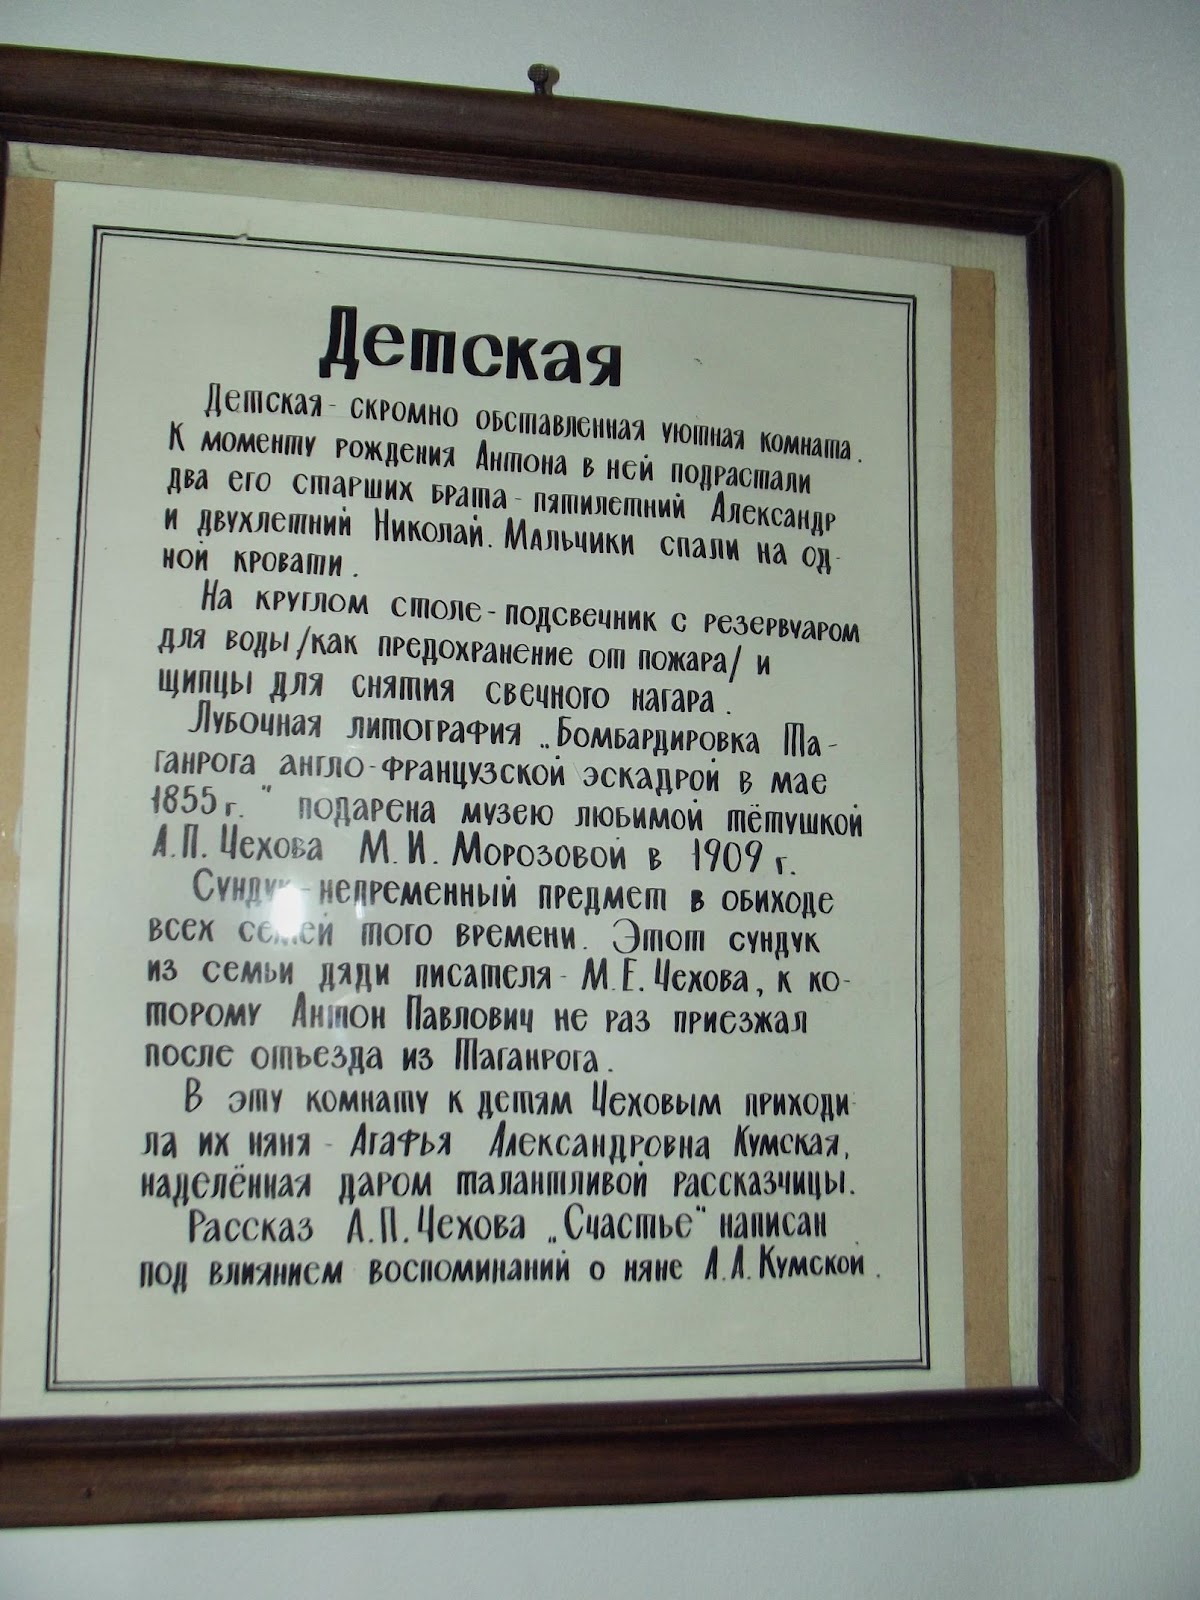 Детская
Детская - скромно обставленная уютная комната.
К моменту рождения Антона в ней подрастали
два его старших брата - пятилетний Александр
и двухлетний Николай. Мальчики спали на од-
ной кровати.
На круглом столе - подсвечник с резервуаром
для воды /как предохранение от пожара/ и
щипцы для снятия свечного нагара.
Лубочная литография „Бомбардировка Та-
ганрога англо-французской эскадрой в мае
1855 г." подарена музею любимой тётушкой
А.П. Чехова М.И. Морозовой в 1909 г.
Сундук - непременный предмет в обиходе
всех семей того времени. Этот сундук
из семьи дяди писателя - М.Е. Чехова, к ко-
торому Антон Павлович не раз приезжал
после отъезда из Таганрога.
В эту комнату к детям Чеховым приходи-
ла их няня - Агафья Александровна Кумская,
наделённая даром талантливой рассказчицы.
Рассказ А.П. Чехова „Счастье" написан
под влиянием воспоминаний о няне А.А. Кумской.